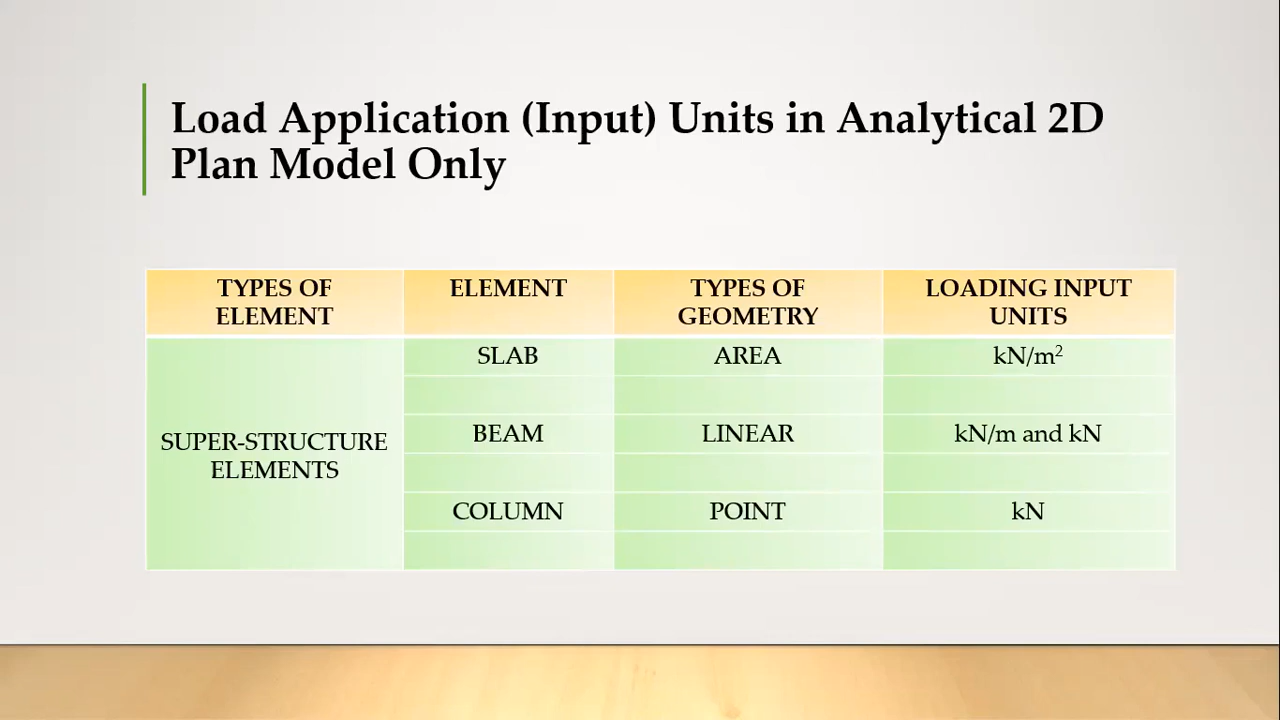 Load Application (Input) Units in Analytical 2D
Plan Model Only
TYPES OF
ELEMENT
ELEMENT
TYPES OF
GEOMETRY
LOADING INPUT
UNITS
SUPER-STRUCTURE
ELEMENTS
SLAB
AREA
kN/m²
BEAM
LINEAR
kN/m and kN
COLUMN
POINT
kN